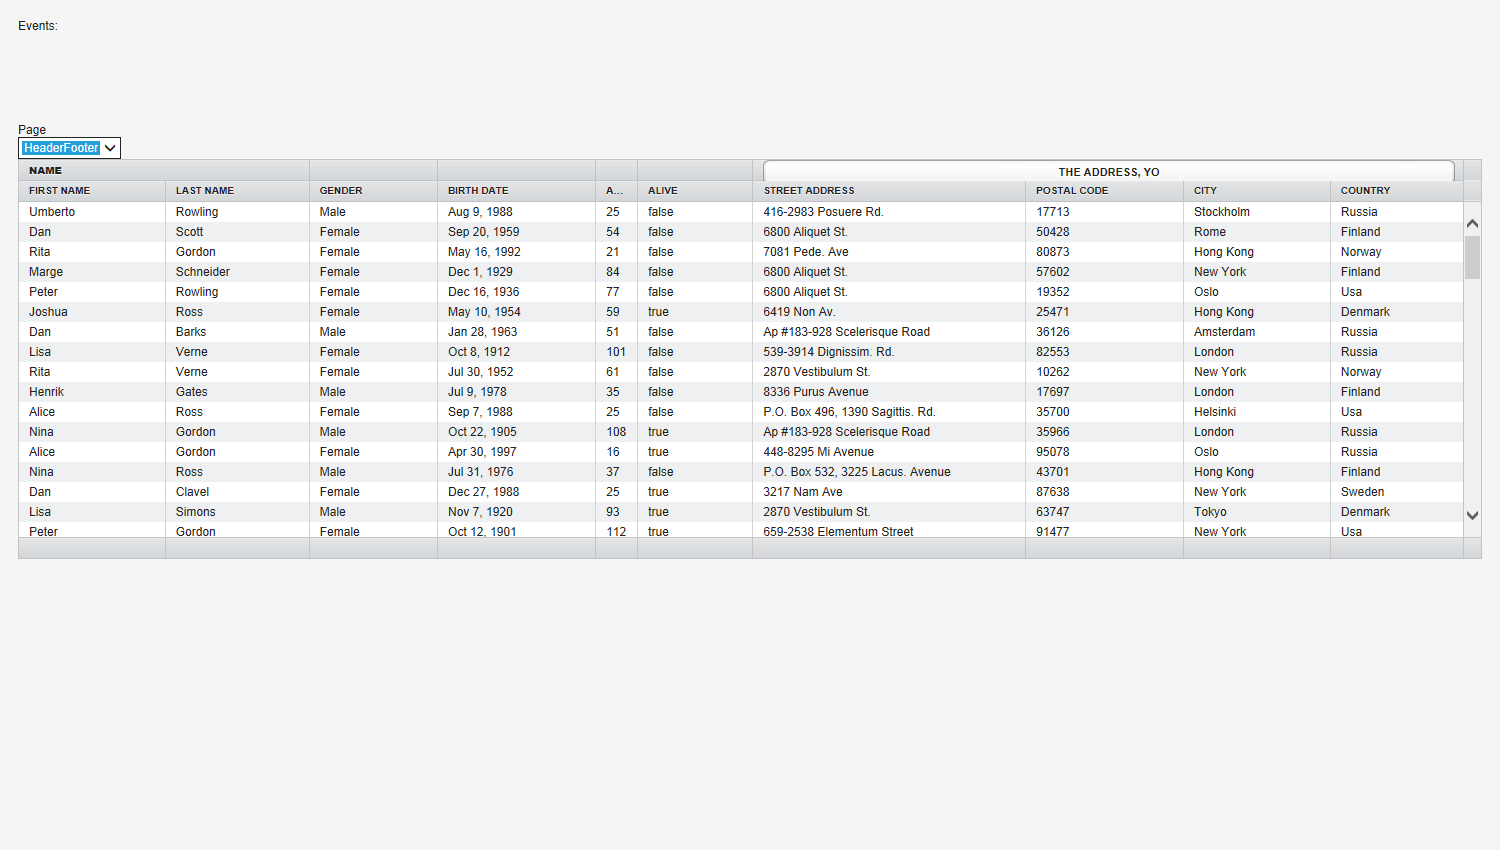 Events:
Page
HeaderFooter
NAME THE ADDRESS, YO
FIRST NAME LAST NAME GENDER BIRTH DATE A... ALIVE STREET ADDRESS POSTAL CODE CITY COUNTRY
Umberto Rowling Male Aug 9, 1988 25 false 416-2983 Posuere Rd. 17713 Stockholm Russia
Dan Scott Female Sep 20, 1959 54 false 6800 Aliquet St. 50428 Rome Finland
Rita Gordon Female May 16, 1992 21 false 7081 Pede. Ave 80873 Hong Kong Norway
Marge Schneider Female Dec 1, 1929 84 false 6800 Aliquet St. 57602 New York Finland
Peter Rowling Female Dec 16, 1936 77 false 6800 Aliquet St. 19352 Oslo Usa
Joshua Ross Female May 10, 1954 59 true 6419 Non Av. 25471 Hong Kong Denmark
Dan Barks Male Jan 28, 1963 51 false Ap #183-928 Scelerisque Road 36126 Amsterdam Russia
Lisa Verne Female Oct 8, 1912 101 false 539-3914 Dignissim. Rd. 82553 London Russia
Rita Verne Female Jul 30, 1952 61 false 2870 Vestibulum St. 10262 New York Norway
Henrik Gates Male Jul 9, 1978 35 false 8336 Purus Avenue 17697 London Finland
Alice Ross Female Sep 7, 1988 25 false P.O. Box 496, 1390 Sagittis. Rd. 35700 Helsinki Usa
Nina Gordon Male Oct 22, 1905 108 true Ap #183-928 Scelerisque Road 35966 London Russia
Alice Gordon Female Apr 30, 1997 16 true 448-8295 Mi Avenue 95078 Oslo Russia
Nina Ross Male Jul 31, 1976 37 false P.O. Box 532, 3225 Lacus. Avenue 43701 Hong Kong Finland
Dan Clavel Female Dec 27, 1988 25 true 3217 Nam Ave 87638 New York Sweden
Lisa Simons Male Nov 7, 1920 93 true 2870 Vestibulum St. 63747 Tokyo Denmark
Peter Gordon Female Oct 12, 1901 112 true 659-2538 Elementum Street 91477 New York Usa